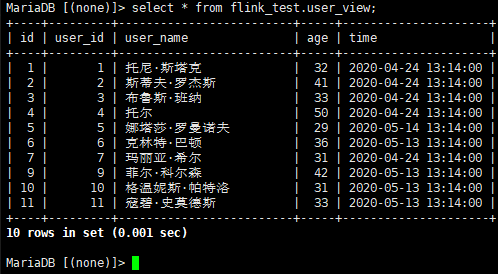 MariaDB [(none)]> select * from flink_test.user_view;
+----+---------+--------------------+-----+---------------------+
| id | user_id | user_name | age | time |
+----+---------+--------------------+-----+---------------------+
| 1 | 1 | 托尼·斯塔克 | 32 | 2020-04-24 13:14:00 |
| 2 | 2 | 斯蒂夫·罗杰斯 | 41 | 2020-04-24 13:14:00 |
| 3 | 3 | 布鲁斯·班纳 | 33 | 2020-04-24 13:14:00 |
| 4 | 4 | 托尔 | 50 | 2020-04-24 13:14:00 |
| 5 | 5 | 娜塔莎·罗曼诺夫 | 29 | 2020-05-14 13:14:00 |
| 6 | 6 | 克林特·巴顿 | 36 | 2020-05-13 13:14:00 |
| 7 | 7 | 玛丽亚·希尔 | 31 | 2020-04-24 13:14:00 |
| 9 | 9 | 菲尔·科尔森 | 42 | 2020-05-13 13:14:00 |
| 10 | 10 | 格温妮斯·帕特洛 | 31 | 2020-05-13 13:14:00 |
| 11 | 11 | 寇碧·史莫德斯 | 33 | 2020-05-13 13:14:00 |
+----+---------+--------------------+-----+---------------------+
10 rows in set (0.001 sec)
MariaDB [(none)]>